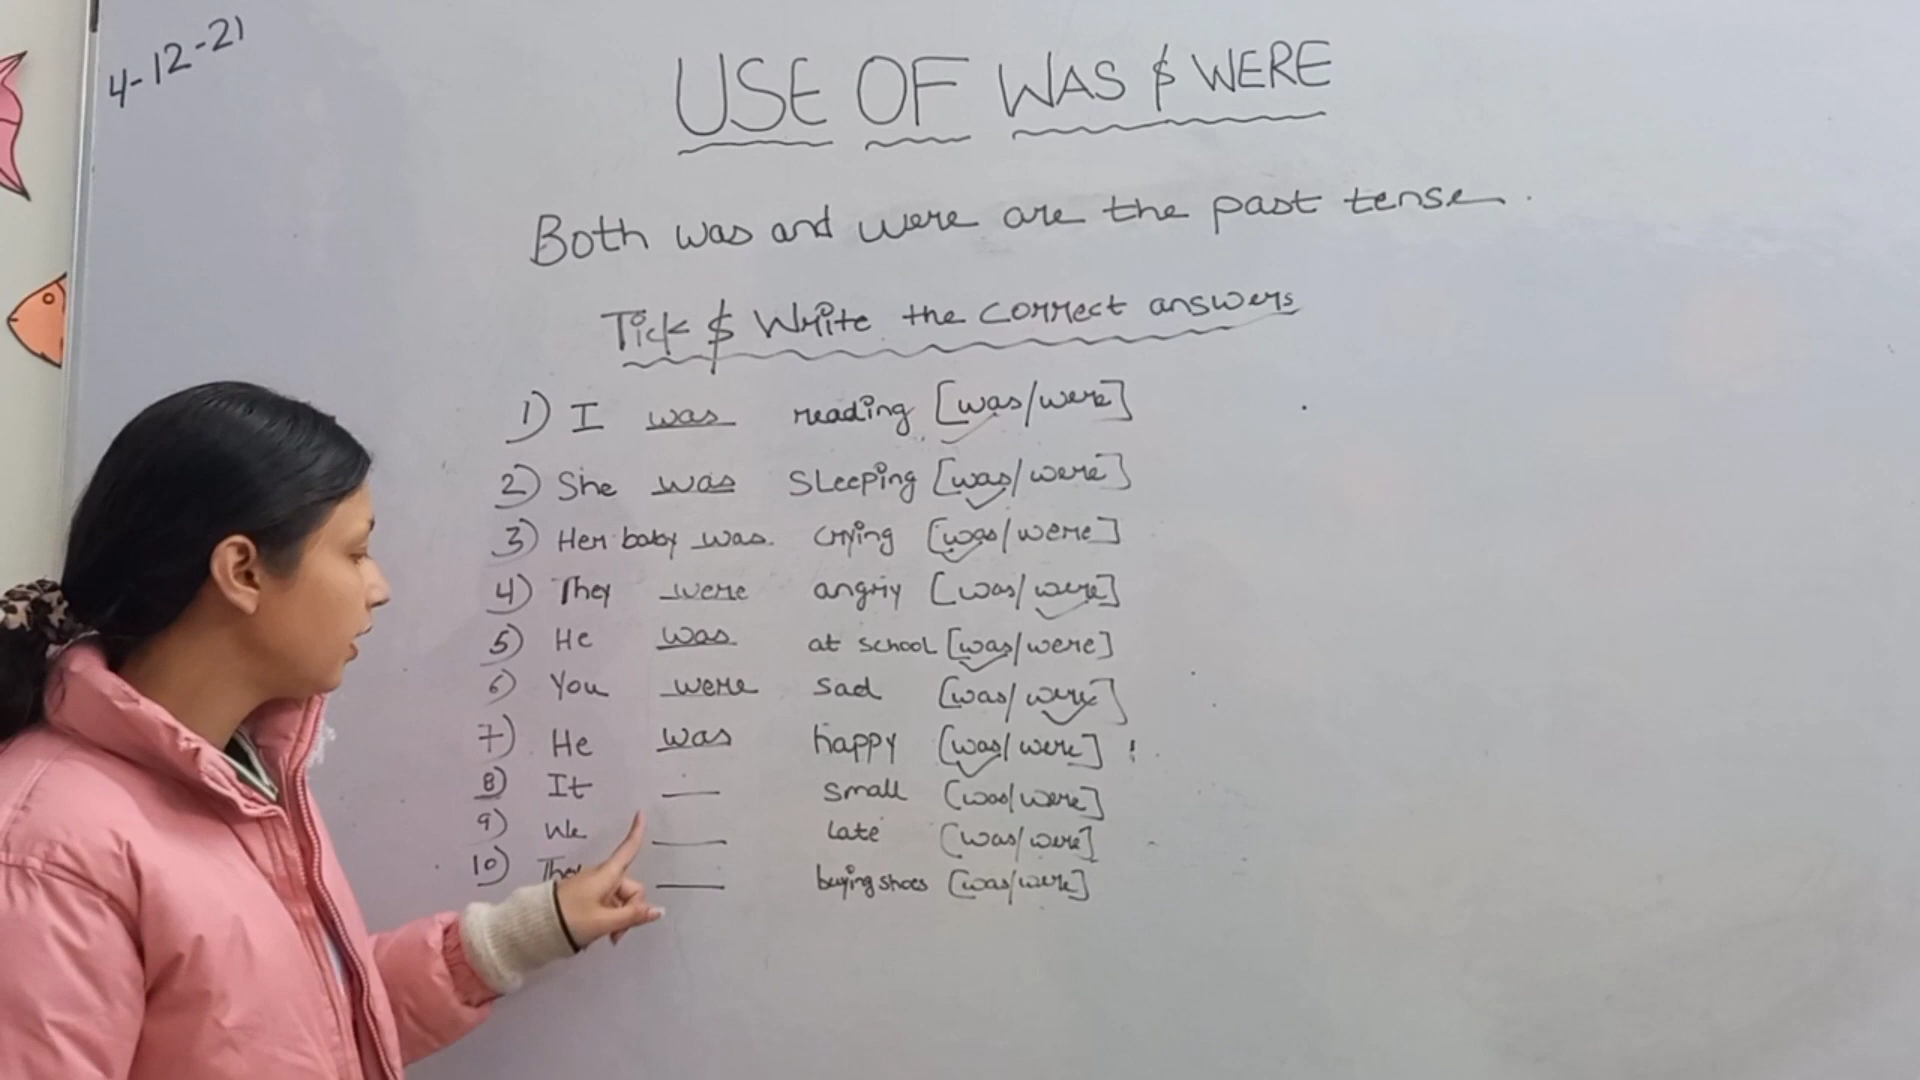 4-12-21
USE OF WAS & WERE
Both was and were are the past tense.
Tick & Write the correct answers
1) I was reading [was/were]
2) She was sleeping [was/were]
3) Her baby was crying [was/were]
4) They were angry [was/were]
5) He was at school [was/were]
6) You were sad [was/were]
7) He was happy [was/were]
8) It ___ small [was/were]
9) We ___ late [was/were]
10) ___ buying shoes [was/were]